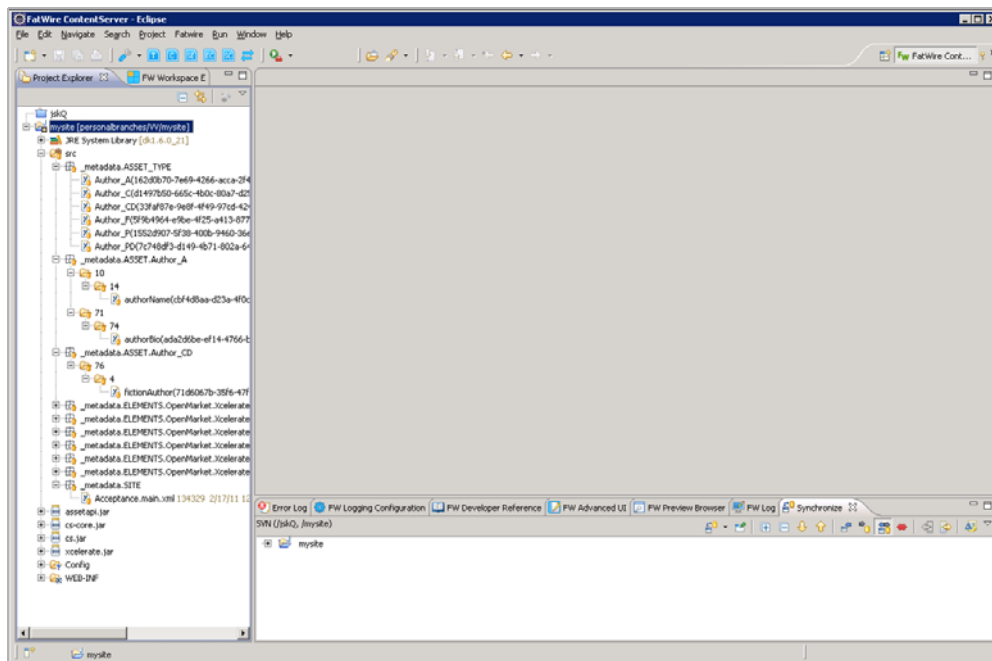 FatWire ContentServer - Eclipse
File Edit Navigate Search Project Fatwire Run Window Help
Fw FatWire Cont...
Project Explorer
FW Workspace E
jskQ
mysite [personalbranches/VV/mysite]
JRE System Library [dk1.6.0_21]
src
_metadata.ASSET_TYPE
Author_A(162d0b70-7e69-4266-acca-2f4
Author_C(d1497b50-665c-4b0c-80a7-d25
Author_CD(33faf87e-9e8f-4f49-97cd-42
Author_F(5f9b4964-e9be-4f25-a413-877
Author_P(1552d907-5f38-400b-9460-36e
Author_PD(7c748df3-d149-4b71-802a-64
_metadata.ASSET.Author_A
10
14
authorName(cbf4d8aa-d23a-4f0c
71
74
authorBio(ada2d6be-ef14-4766-b
_metadata.ASSET.Author_CD
76
4
fictionAuthor(71d6067b-35f6-47f
_metadata.ELEMENTS.OpenMarket.Xcelerate
_metadata.ELEMENTS.OpenMarket.Xcelerate
_metadata.ELEMENTS.OpenMarket.Xcelerate
_metadata.ELEMENTS.OpenMarket.Xcelerate
_metadata.ELEMENTS.OpenMarket.Xcelerate
_metadata.ELEMENTS.OpenMarket.Xcelerate
_metadata.SITE
Acceptance.main.xml 134329 2/17/11 12
assetapi.jar
cs-core.jar
cs.jar
xcelerate.jar
Config
WEB-INF
Error Log
FW Logging Configuration
FW Developer Reference
FW Advanced UI
FW Preview Browser
FW Log
Synchronize
SVN (/jskQ, /mysite)
mysite
mysite